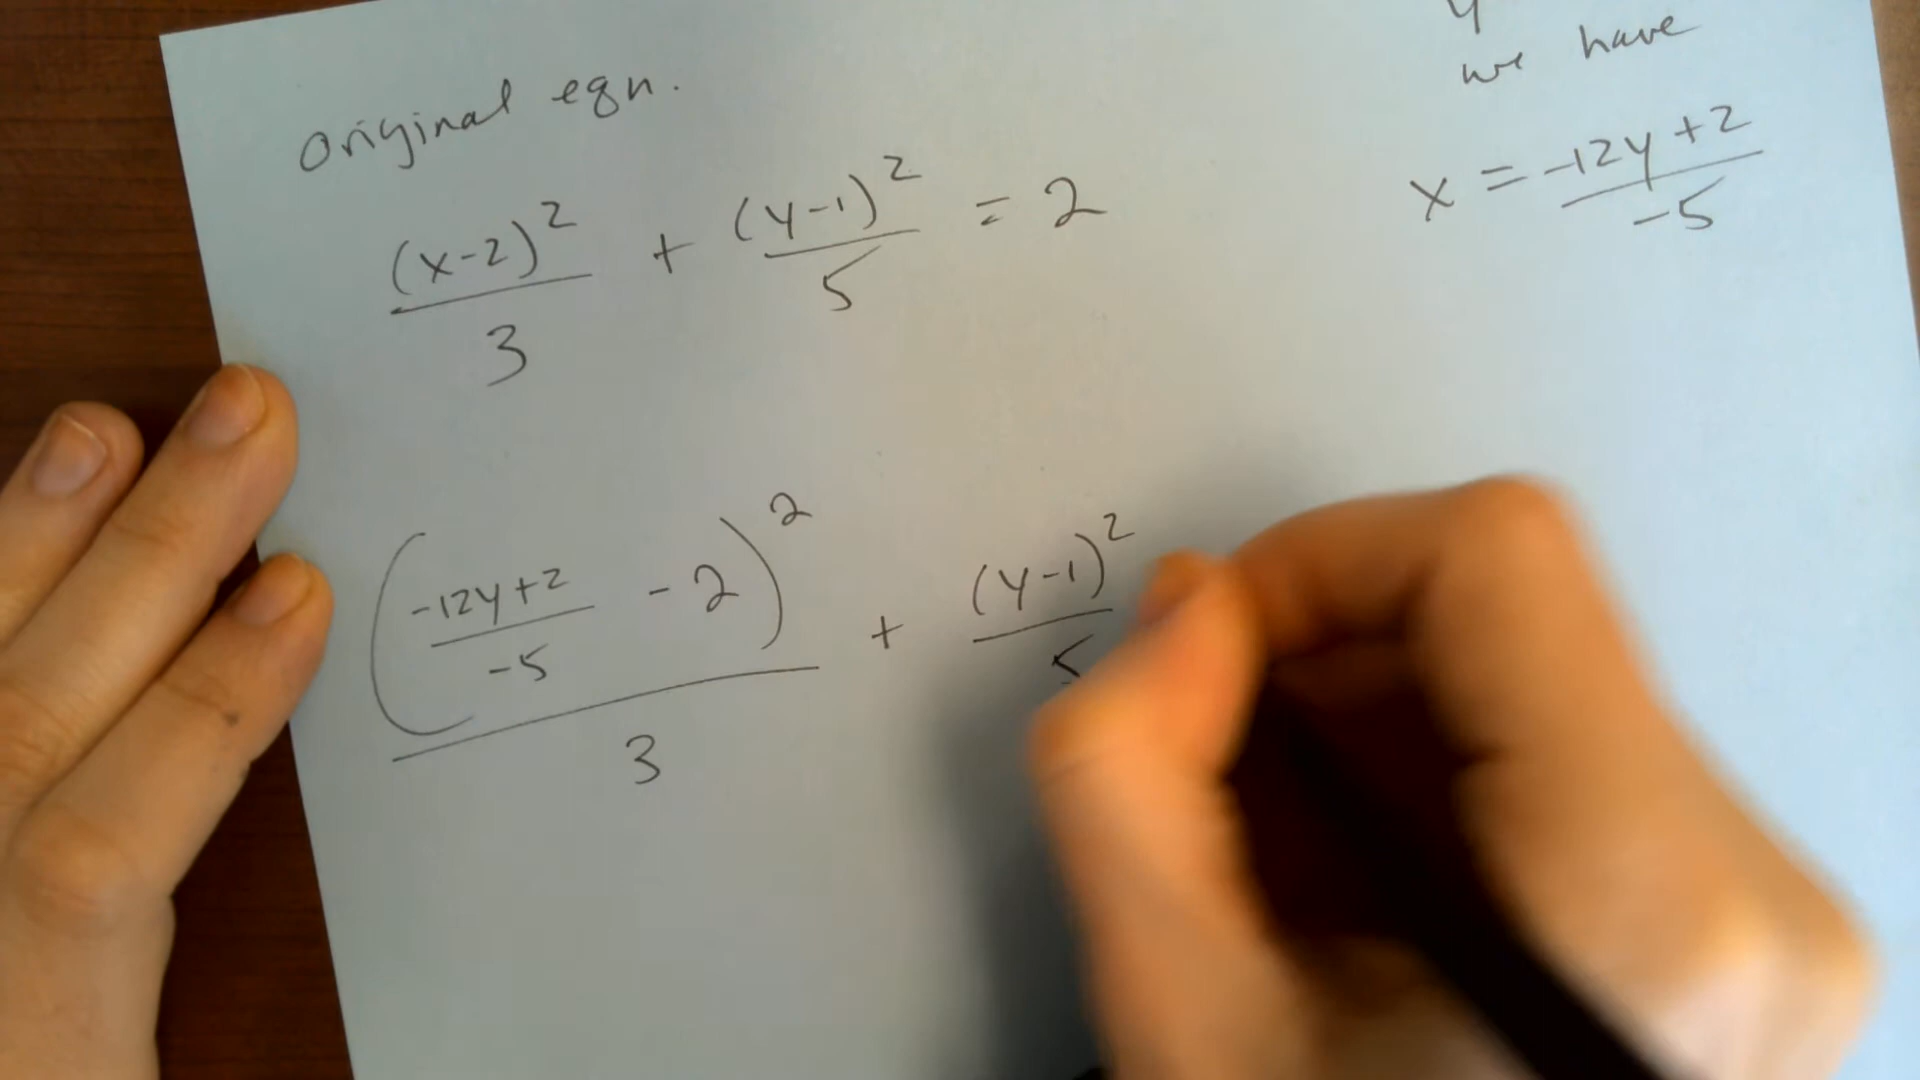 original eqn.
(x-2)²/3 + (y-1)²/5 = 2
y
we have
x = -12y+2/-5
(-12y+2/-5 - 2)²/3 + (y-1)²/5